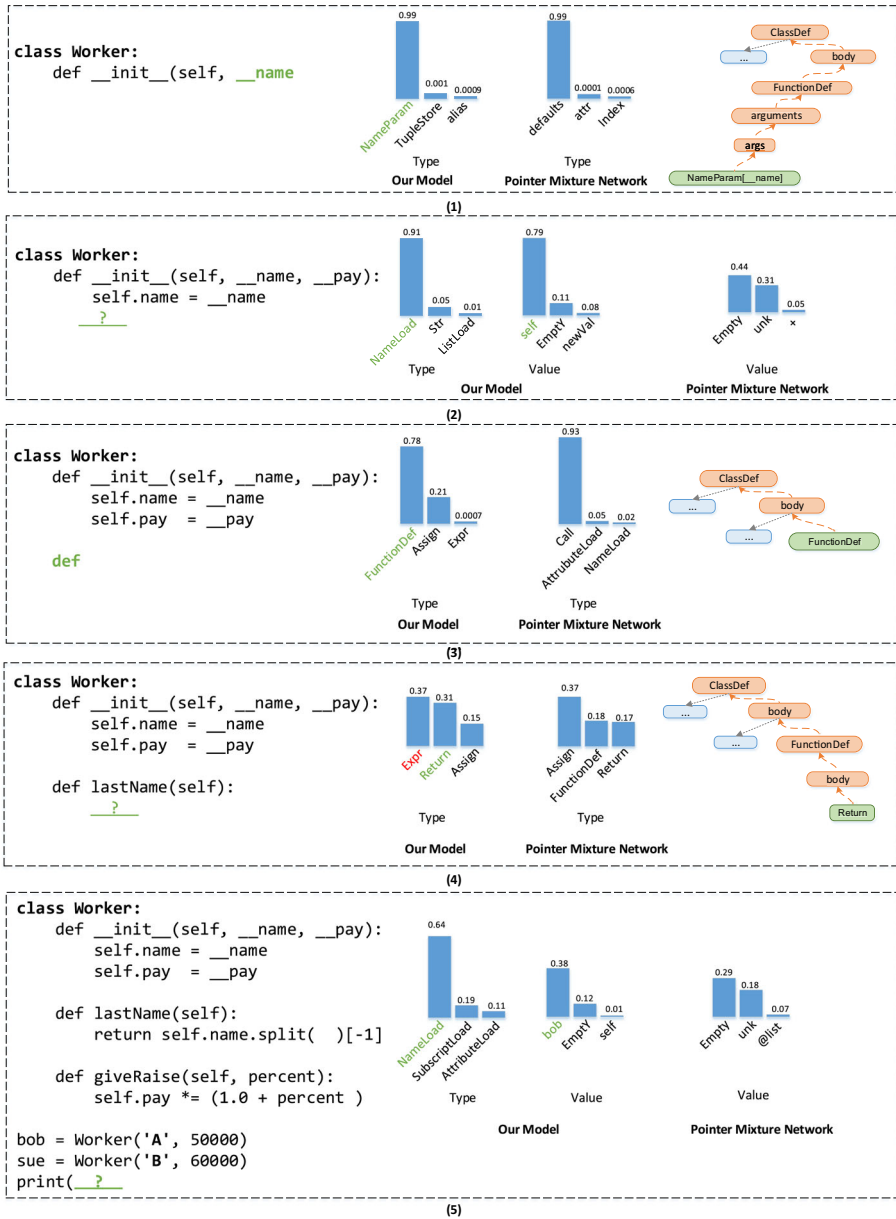 class Worker:
def __init__(self, __name
0.99
0.001
0.0009
NameParam
TupleStore
alias
Type
Our Model
0.99
0.0001
0.0006
defaults
attr
Index
Type
Pointer Mixture Network
ClassDef
...
body
FunctionDef
arguments
args
NameParam[__name]
(1)
class Worker:
def __init__(self, __name, __pay):
self.name = __name
?
0.91
0.05
0.01
NameLoad
Str
ListLoad
Type
0.79
0.11
0.08
self
EmptY
newVal
Value
Our Model
0.44
0.31
0.05
Empty
unk
+
Value
Pointer Mixture Network
(2)
class Worker:
def __init__(self, __name, __pay):
self.name = __name
self.pay  = __pay
def
0.78
0.21
0.0007
FunctionDef
Assign
Expr
Type
Our Model
0.93
0.05
0.02
Call
AttrubuteLoad
NameLoad
Type
Pointer Mixture Network
ClassDef
...
body
...
FunctionDef
(3)
class Worker:
def __init__(self, __name, __pay):
self.name = __name
self.pay  = __pay
def lastName(self):
?
0.37
0.31
0.15
Expr
Return
Assign
Type
Our Model
0.37
0.18
0.17
Assign
FunctionDef
Return
Type
Pointer Mixture Network
ClassDef
...
body
...
FunctionDef
body
Return
(4)
class Worker:
def __init__(self, __name, __pay):
self.name = __name
self.pay  = __pay
def lastName(self):
return self.name.split(  )[-1]
def giveRaise(self, percent):
self.pay *= (1.0 + percent )
bob = Worker('A', 50000)
sue = Worker('B', 60000)
print( ?
0.64
0.19
0.11
NameLoad
SubscriptLoad
AttributeLoad
Type
0.38
0.12
0.01
bob
EmptY
self
Value
Our Model
0.29
0.18
0.07
Empty
unk
@list
Value
Pointer Mixture Network
(5)